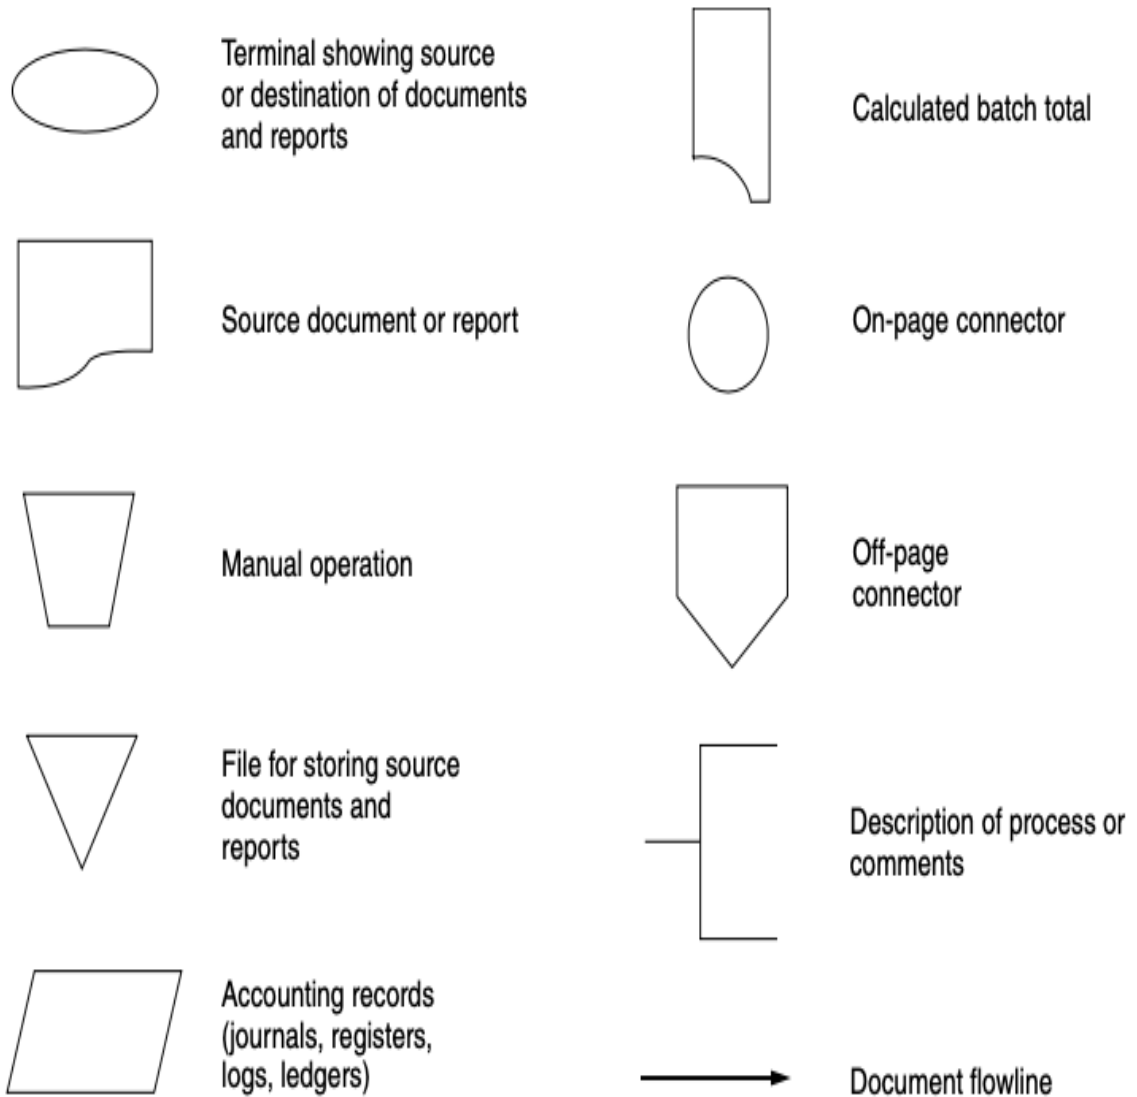 Terminal showing source
or destination of documents
and reports
Source document or report
Manual operation
File for storing source
documents and
reports
Accounting records
(journals, registers,
logs, ledgers)
Calculated batch total
On-page connector
Off-page
connector
Description of process or
comments
Document flowline